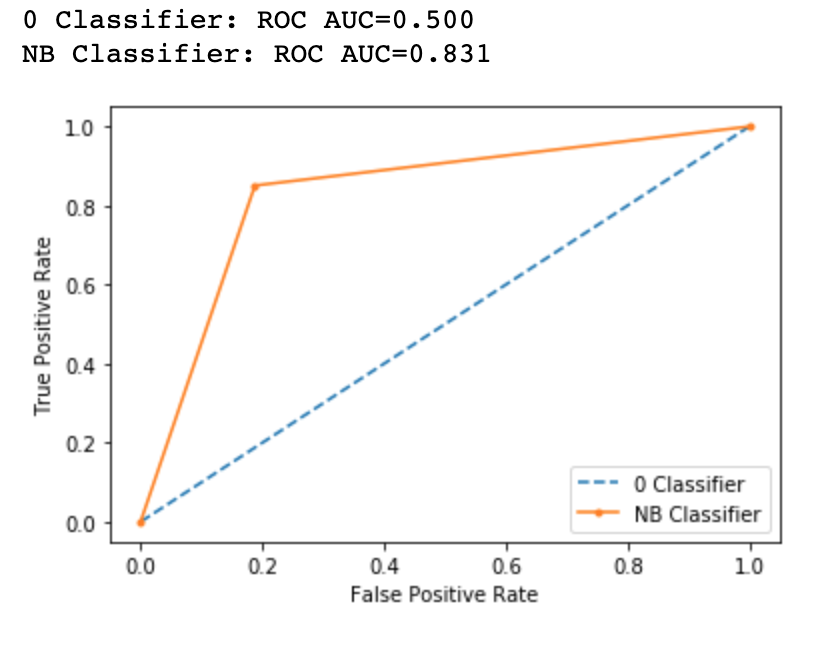 0 Classifier: ROC AUC=0.500
NB Classifier: ROC AUC=0.831
1.0
0.8
0.6
0.4
0.2
0.0
True Positive Rate
0 Classifier
NB Classifier
0.0 0.2 0.4 0.6 0.8 1.0
False Positive Rate